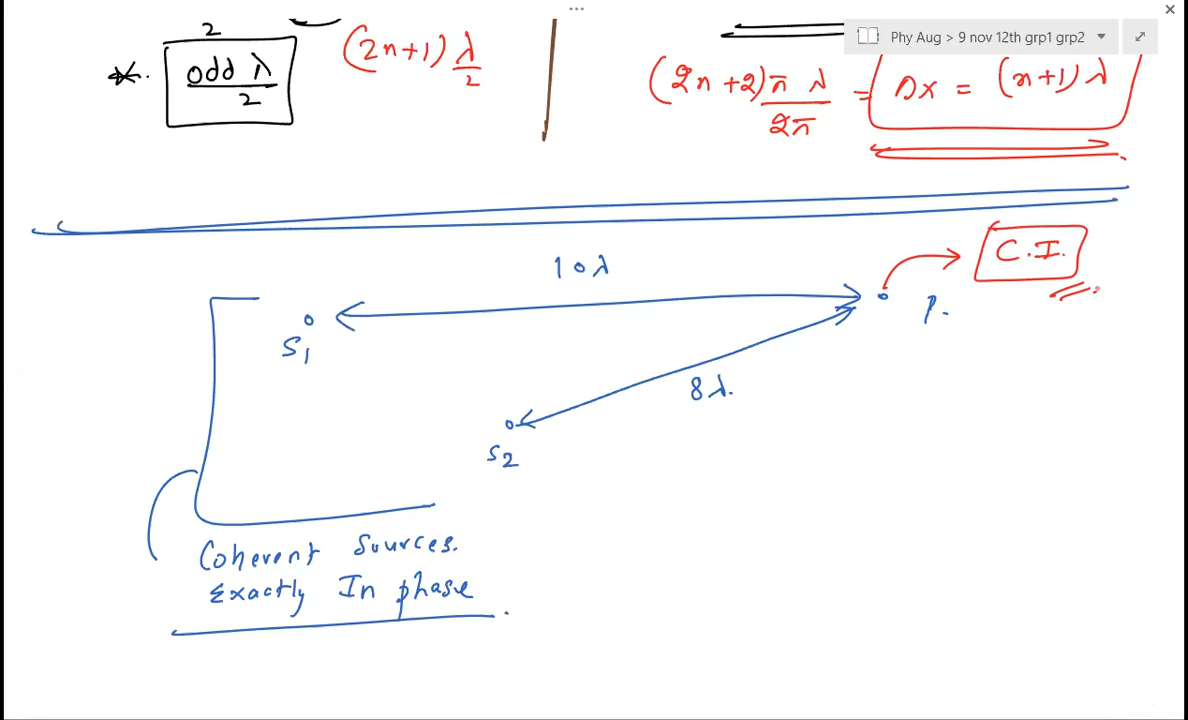 Phy Aug > 9 nov 12th grp1 grp2
2
odd λ/2
(2n+1) λ/2
(2n+2)π λ/2π = Δx = (n+1) λ
C.I.
10λ
P.
S1
8λ.
S2
Coherent Sources.
Exactly In phase